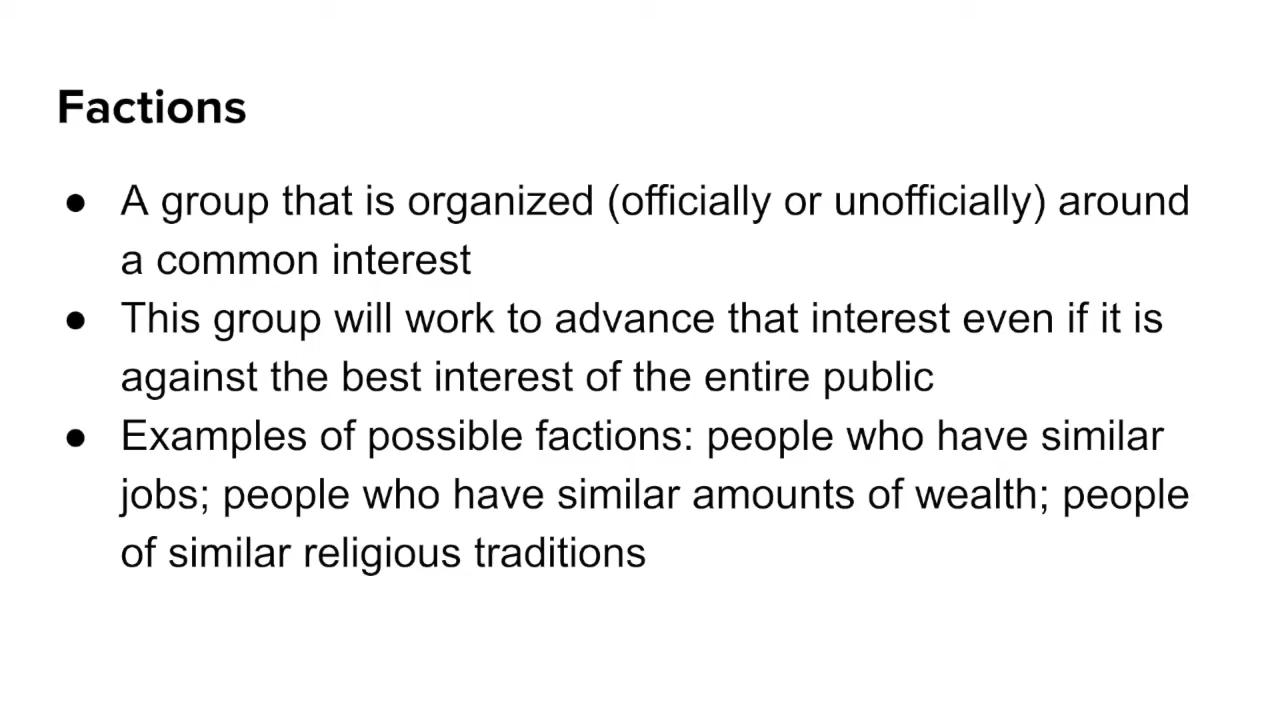 Factions
● A group that is organized (officially or unofficially) around
a common interest
● This group will work to advance that interest even if it is
against the best interest of the entire public
● Examples of possible factions: people who have similar
jobs; people who have similar amounts of wealth; people
of similar religious traditions